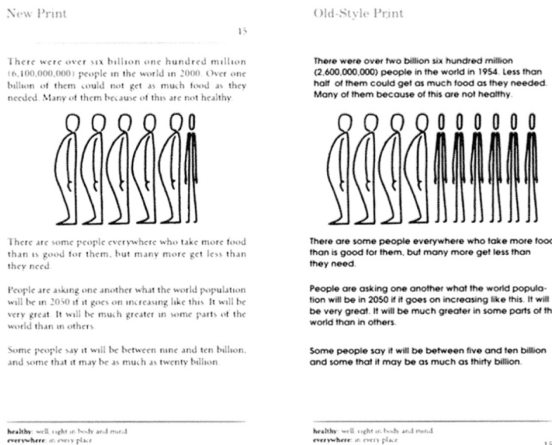 New Print
15
There were over six billion one hundred million
(6,100,000,000) people in the world in 2000. Over one
billion of them could not get as much food as they
needed. Many of them because of this are not healthy.
There are some people everywhere who take more food
than is good for them, but many more get less than
they need.
People are asking one another what the world population
will be in 2050 if it goes on increasing like this. It will be
very great. It will be much greater in some parts of the
world than in others.
Some people say it will be between nine and ten billion,
and some that it may be as much as twenty billion.
healthy: well, right in body and mind
everywhere: in every place
Old-Style Print
There were over two billion six hundred million
(2,600,000,000) people in the world in 1954. Less than
half of them could get as much food as they needed.
Many of them because of this are not healthy.
There are some people everywhere who take more food
than is good for them, but many more get less than
they need.
People are asking one another what the world popula-
tion will be in 2050 if it goes on increasing like this. It will
be very great. It will be much greater in some parts of th
world than in others.
Some people say it will be between five and ten billion
and some that it may be as much as thirty billion.
healthy: well, right in body and mind
everywhere: in every place
15